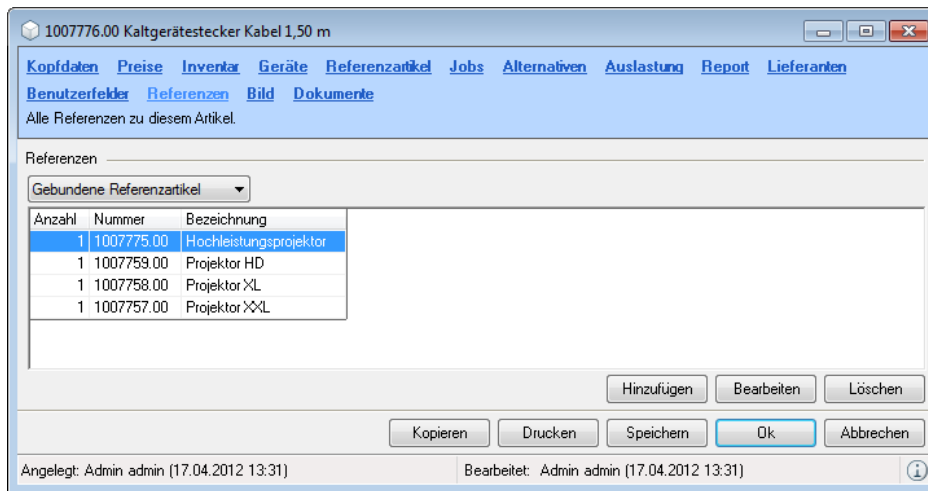 1007776.00 Kaltgerätestecker Kabel 1,50 m
Kopfdaten Preise Inventar Geräte Referenzartikel Jobs Alternativen Auslastung Report Lieferanten
Benutzerfelder Referenzen Bild Dokumente
Alle Referenzen zu diesem Artikel.
Referenzen
Gebundene Referenzartikel
Anzahl Nummer Bezeichnung
1 1007775.00 Hochleistungsprojektor
1 1007759.00 Projektor HD
1 1007758.00 Projektor XL
1 1007757.00 Projektor XXL
Hinzufügen Bearbeiten Löschen
Kopieren Drucken Speichern Ok Abbrechen
Angelegt: Admin admin (17.04.2012 13:31) Bearbeitet: Admin admin (17.04.2012 13:31)